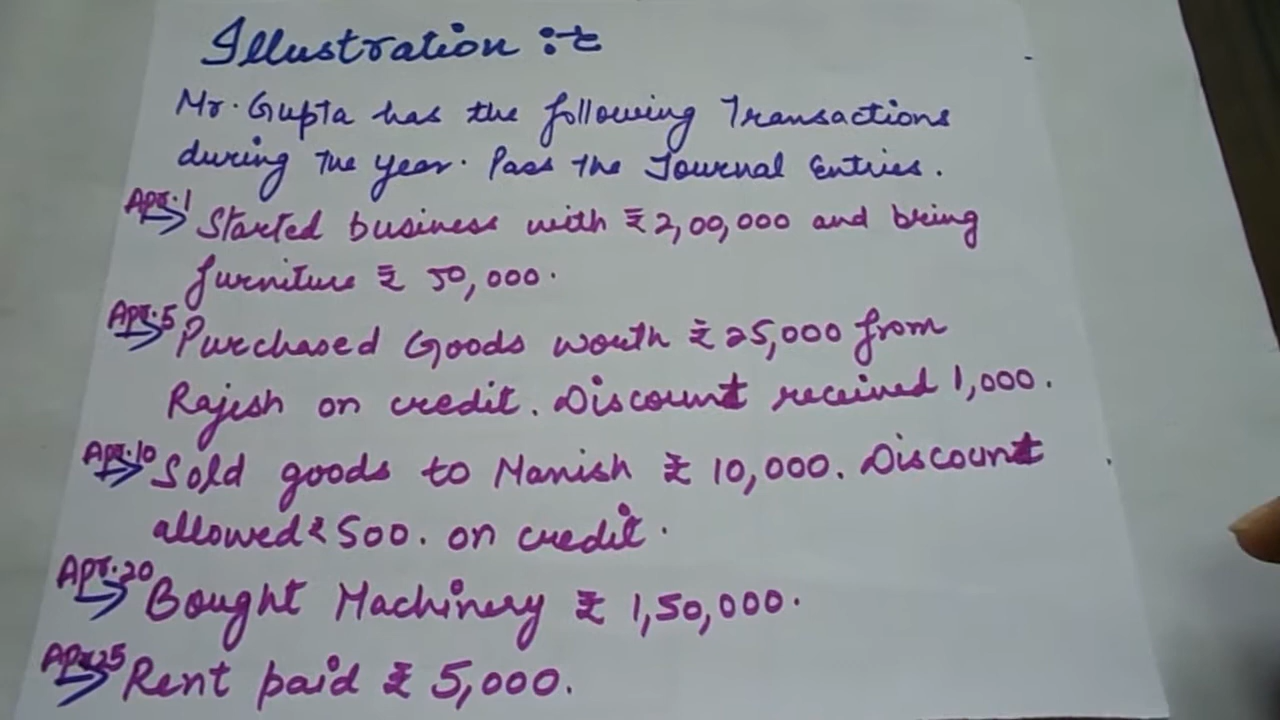 Illustration :-
Mr. Gupta has the following Transactions
during The year. Pass the Journal Entries.
Apr. 1
Started business with ₹ 2,00,000 and bring
furniture ₹ 50,000.
Apr. 5
Purchased Goods worth ₹ 25,000 from
Rajesh on credit. Discount received 1,000.
Apr. 10
Sold goods to Manish ₹ 10,000. Discount
allowed ₹ 500. on credit.
Apr. 20
Bought Machinery ₹ 1,50,000.
Apr 25
Rent paid ₹ 5,000.